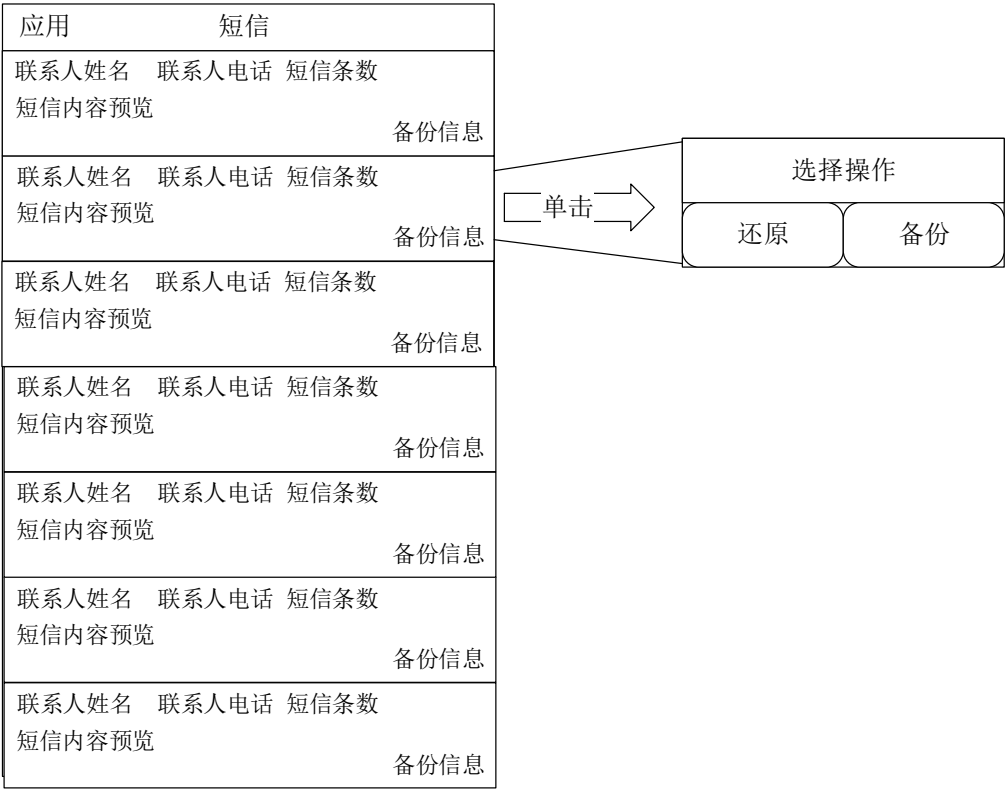 应用 短信
联系人姓名 联系人电话 短信条数
短信内容预览
备份信息
联系人姓名 联系人电话 短信条数
短信内容预览
备份信息
联系人姓名 联系人电话 短信条数
短信内容预览
备份信息
联系人姓名 联系人电话 短信条数
短信内容预览
备份信息
联系人姓名 联系人电话 短信条数
短信内容预览
备份信息
联系人姓名 联系人电话 短信条数
短信内容预览
备份信息
联系人姓名 联系人电话 短信条数
短信内容预览
备份信息
单击
选择操作
还原 备份